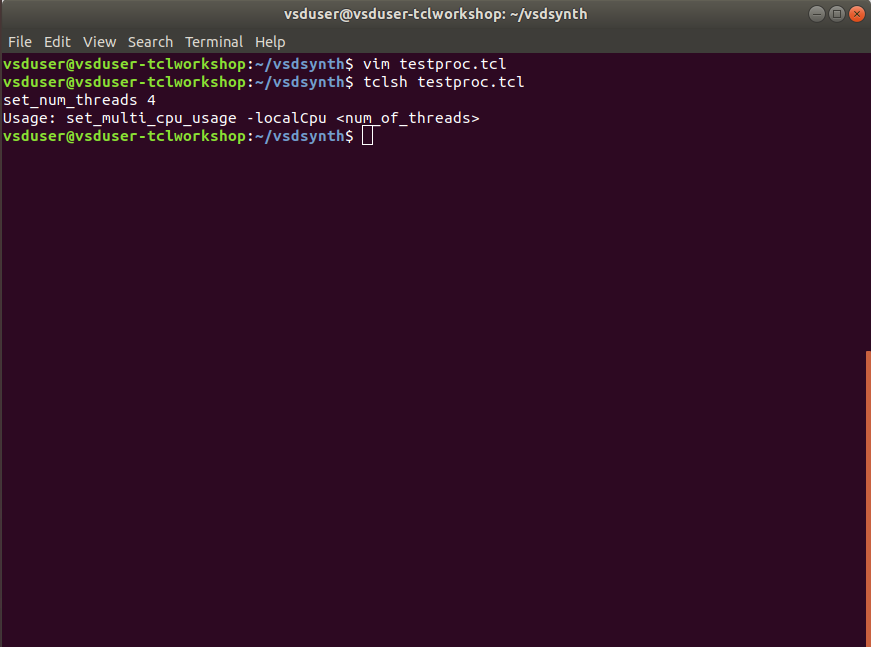 vsduser@vsduser-tclworkshop: ~/vsdsynth
File Edit View Search Terminal Help
vsduser@vsduser-tclworkshop:~/vsdsynth$ vim testproc.tcl
vsduser@vsduser-tclworkshop:~/vsdsynth$ tclsh testproc.tcl
set_num_threads 4
Usage: set_multi_cpu_usage -localCpu <num_of_threads>
vsduser@vsduser-tclworkshop:~/vsdsynth$